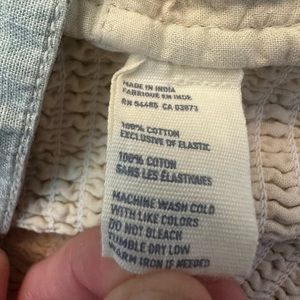 MADE IN INDIA
FABRIQUÉ EN INDE
RN 54485 CA 03873
100% COTTON
EXCLUSIVE OF ELASTIC
100% COTON
SANS LES ÉLASTIQUES
MACHINE WASH COLD
WITH LIKE COLORS
DO NOT BLEACH
TUMBLE DRY LOW
WARM IRON IF NEEDED